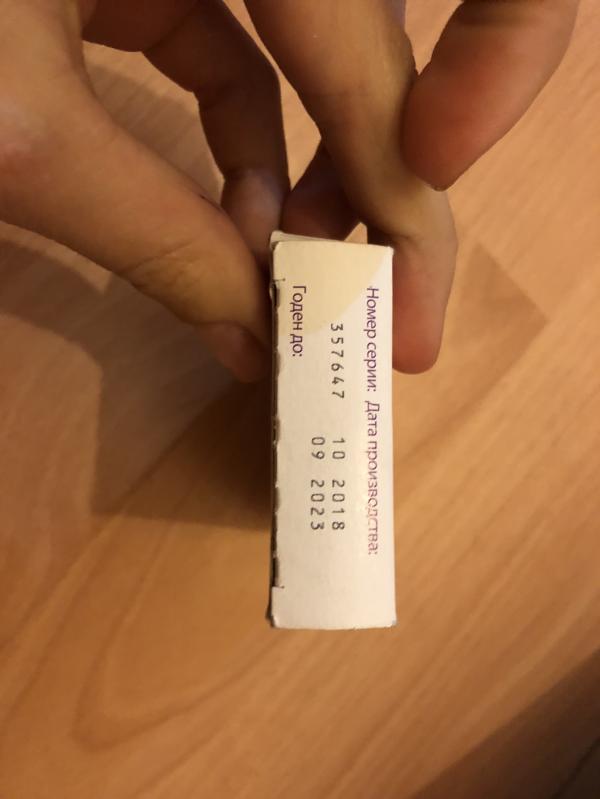 Номер серии: Дата производства:
357647 10 2018
09 2023
Годен до: